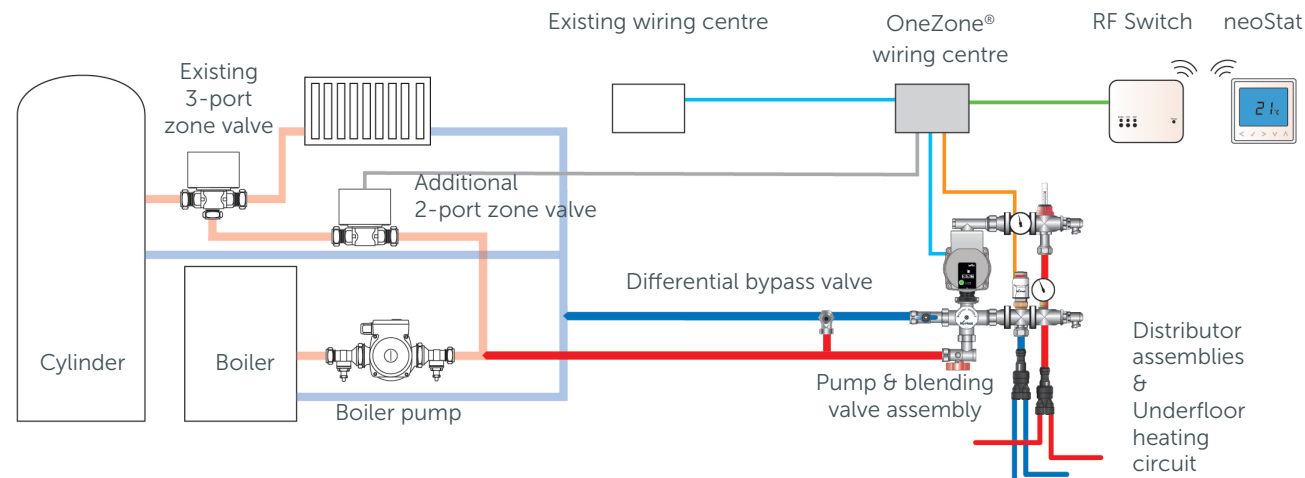 Existing wiring centre
OneZone®
wiring centre
RF Switch
neoStat
Existing
3-port
zone valve
21°c
Additional
2-port zone valve
Differential bypass valve
Cylinder
Boiler
Boiler pump
Pump & blending
valve assembly
Distributor
assemblies
&
Underfloor
heating
circuit